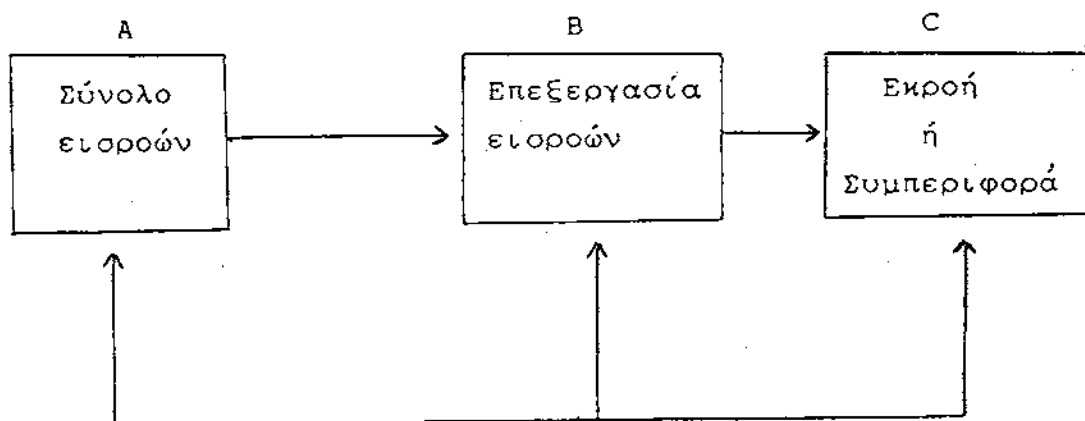 A
B
C
Σύνολο
εισροών
Επεξεργασία
εισροών
Εκροή
ή
Συμπεριφορά